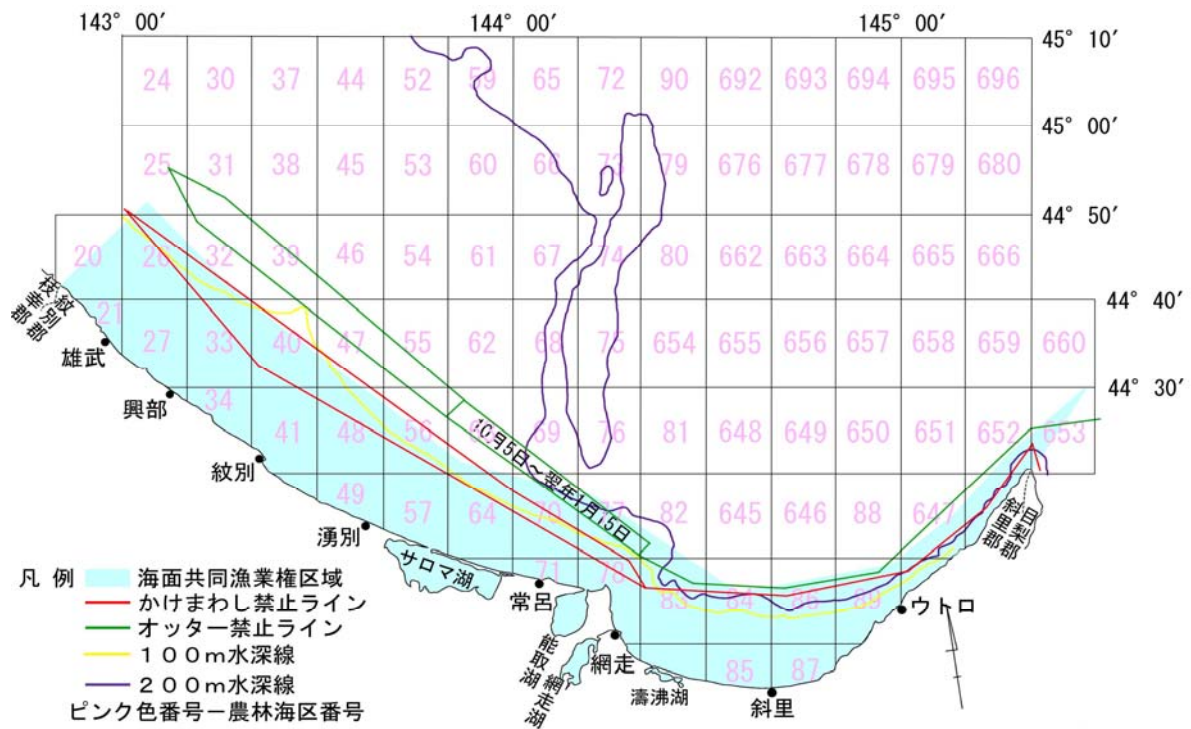 143° 00′ 144° 00′ 145° 00′
45° 10′
24 30 37 44 52 59 65 72 90 692 693 694 695 696
45° 00′
25 31 38 45 53 60 66 73 79 676 677 678 679 680
44° 50′
20 26 32 39 46 54 61 67 74 80 662 663 664 665 666
44° 40′
枝幸郡
紋別郡
21 27 33 40 47 55 62 68 75 654 655 656 657 658 659 660
雄武
44° 30′
興部
34 41 48 56 69 76 81 648 649 650 651 652 653
10月5日～翌年1月15日
紋別
49 57 64 70 77 82 645 646 88 647
斜里郡
目梨郡
湧別
サロマ湖
71 78 83 84 86 89
常呂
ウトロ
能取湖
網走湖
網走
85 87
濤沸湖
斜里
凡 例
海面共同漁業権区域
かけまわし禁止ライン
オッター禁止ライン
１００ｍ水深線
２００ｍ水深線
ピンク色番号－農林海区番号